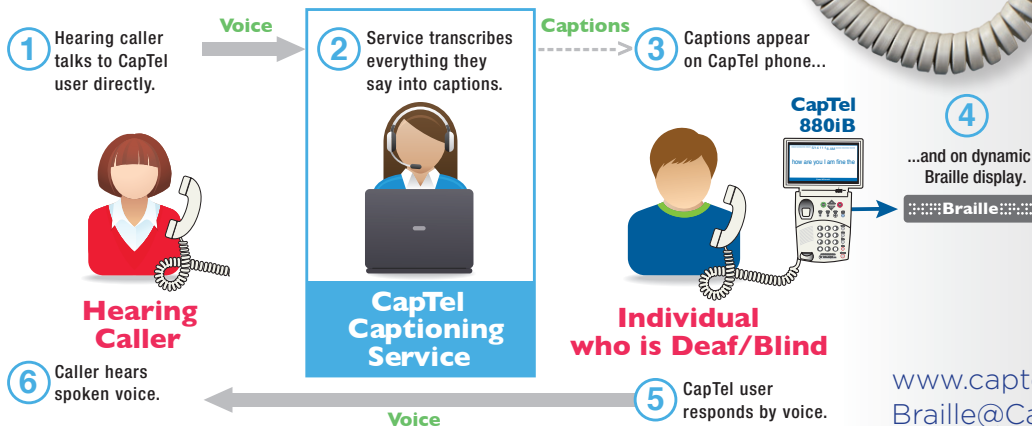 1
Hearing caller
talks to CapTel
user directly.
Voice
2
Service transcribes
everything they
say into captions.
Captions
3
Captions appear
on CapTel phone...
CapTel
880iB
how are you I am fine the
4
...and on dynamic
Braille display.
Braille
Hearing
Caller
CapTel
Captioning
Service
Individual
who is Deaf/Blind
5
CapTel user
responds by voice.
Voice
6
Caller hears
spoken voice.
www.capt
Braille@Ca